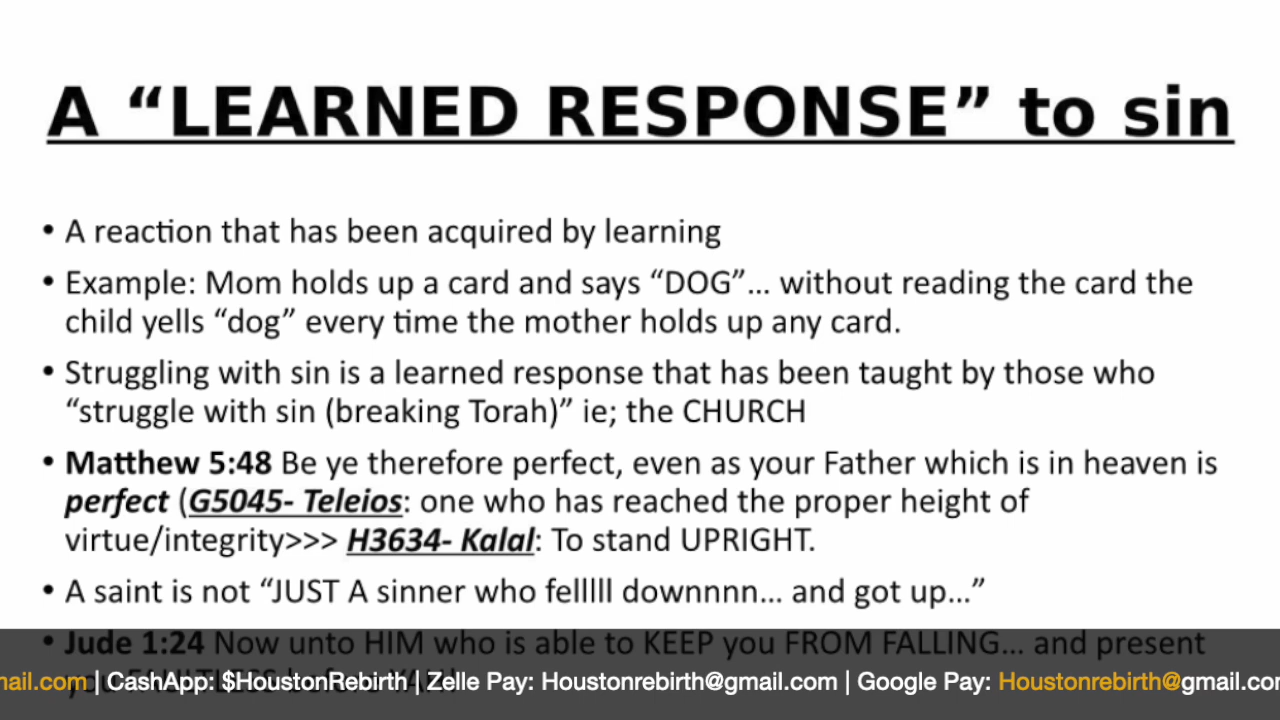 A “LEARNED RESPONSE” to sin
• A reaction that has been acquired by learning
• Example: Mom holds up a card and says “DOG”... without reading the card the
child yells “dog” every time the mother holds up any card.
• Struggling with sin is a learned response that has been taught by those who
“struggle with sin (breaking Torah)” ie; the CHURCH
• Matthew 5:48 Be ye therefore perfect, even as your Father which is in heaven is
perfect (G5045- Teleios: one who has reached the proper height of
virtue/integrity>>> H3634- Kalal: To stand UPRIGHT.
• A saint is not “JUST A sinner who felllll downnnn... and got up...”
• Jude 1:24 Now unto HIM who is able to KEEP you FROM FALLING... and present
nail.com | CashApp: $HoustonRebirth | Zelle Pay: Houstonrebirth@gmail.com | Google Pay: Houstonrebirth@gmail.cor